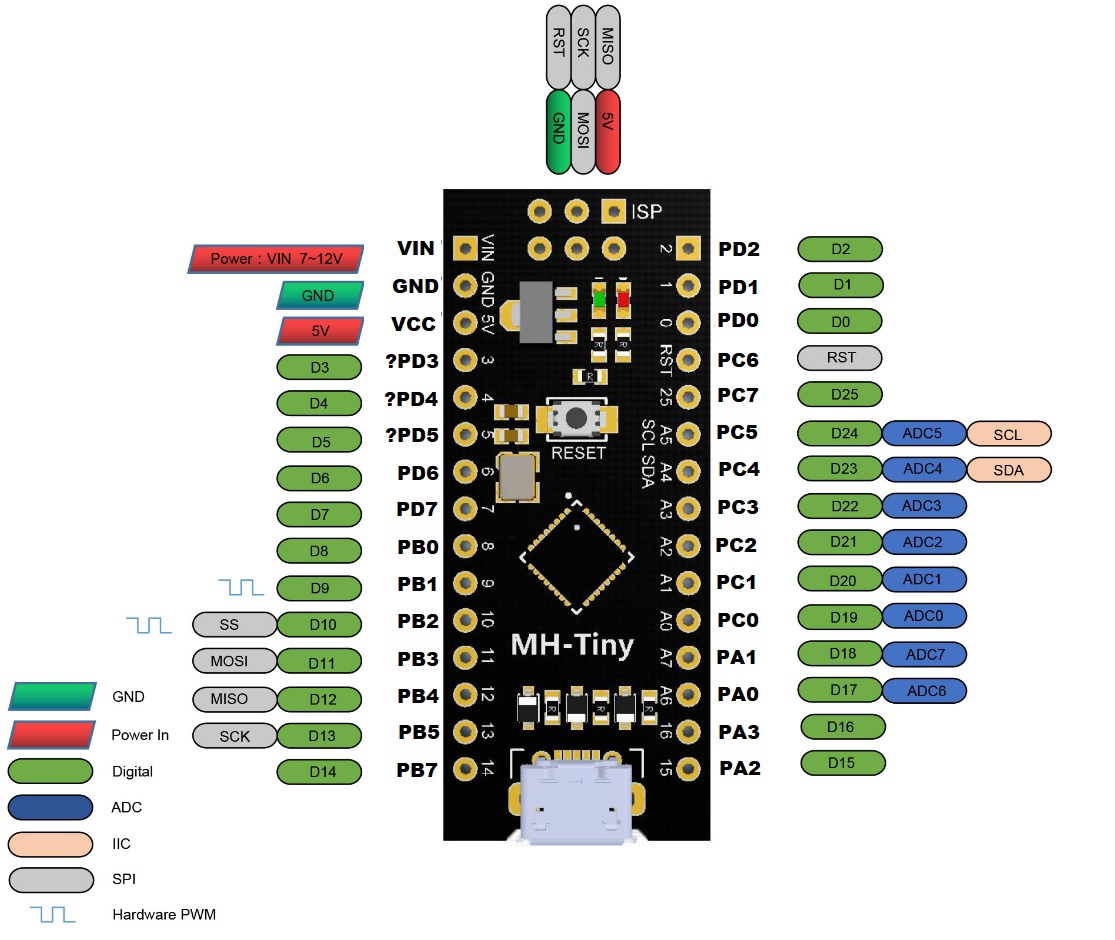 RST SCK MISO
GND MOSI 5V
ISP
Power : VIN 7~12V VIN VIN 2 PD2 D2
GND GND GND 1 PD1 D1
5V VCC 5V 0 PD0 D0
D3 ?PD3 3 RST PC6 RST
D4 ?PD4 4 25 PC7 D25
D5 ?PD5 5 A5 SCL PC5 D24 ADC5 SCL
RESET
D6 PD6 6 A4 SDA PC4 D23 ADC4 SDA
D7 PD7 7 A3 PC3 D22 ADC3
D8 PB0 8 A2 PC2 D21 ADC2
D9 PB1 9 A1 PC1 D20 ADC1
SS D10 PB2 10 A0 PC0 D19 ADC0
MH-Tiny
MOSI D11 PB3 11 A7 PA1 D18 ADC7
MISO D12 PB4 12 A6 PA0 D17 ADC6
SCK D13 PB5 13 16 PA3 D16
D14 PB7 14 15 PA2 D15
R R
R
R R R
GND
Power In
Digital
ADC
IIC
SPI
Hardware PWM